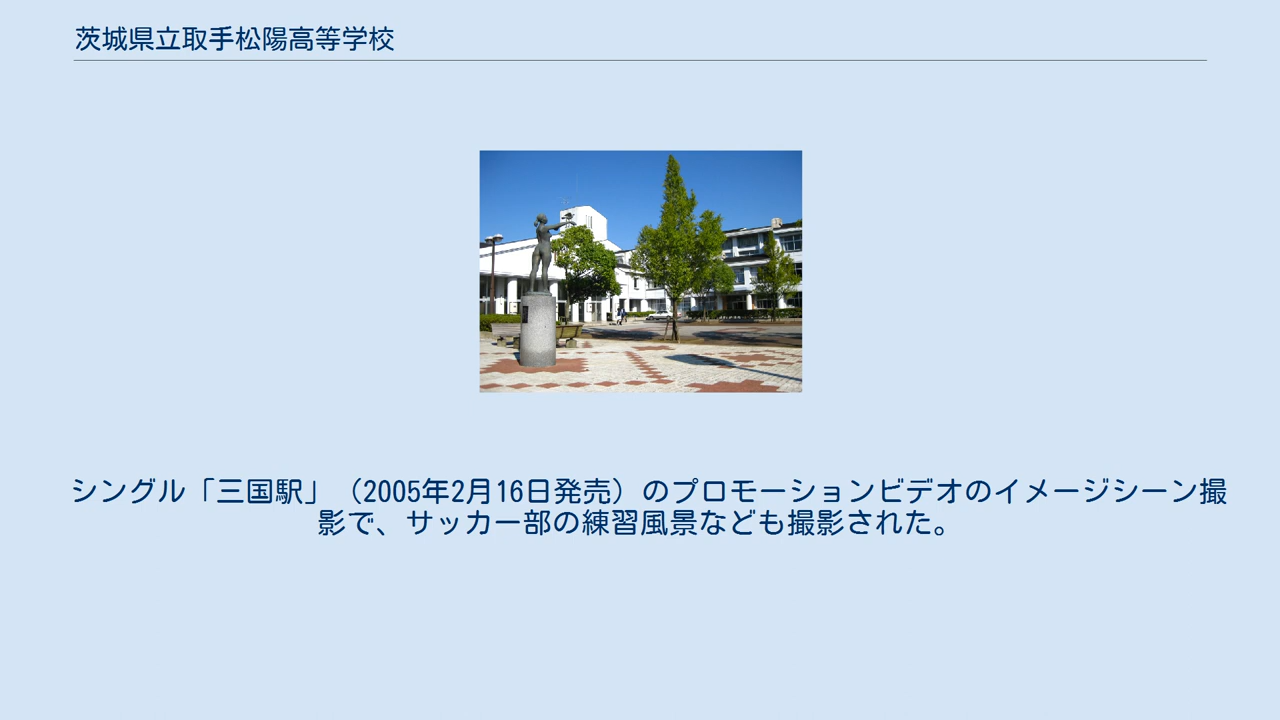 茨城県立取手松陽高等学校
シングル「三国駅」（2005年2月16日発売）のプロモーションビデオのイメージシーン撮
影で、サッカー部の練習風景なども撮影された。